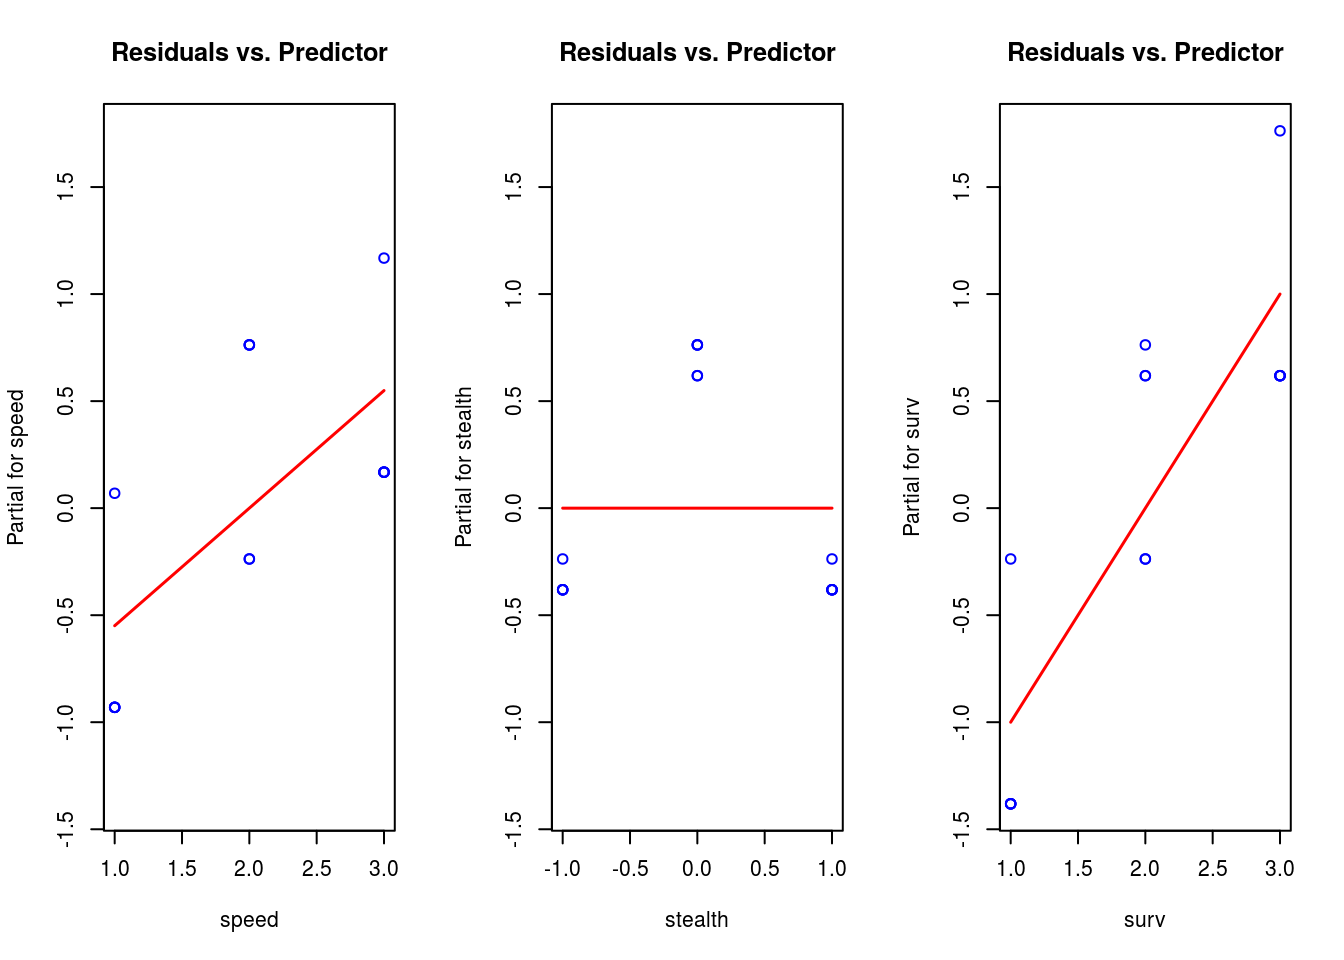 Residuals vs. Predictor
Partial for speed
1.5
1.0
0.5
0.0
-0.5
-1.0
-1.5
1.0 1.5 2.0 2.5 3.0
speed
Residuals vs. Predictor
Partial for stealth
1.5
1.0
0.5
0.0
-0.5
-1.0
-1.5
-1.0 -0.5 0.0 0.5 1.0
stealth
Residuals vs. Predictor
Partial for surv
1.5
1.0
0.5
0.0
-0.5
-1.0
-1.5
1.0 1.5 2.0 2.5 3.0
surv